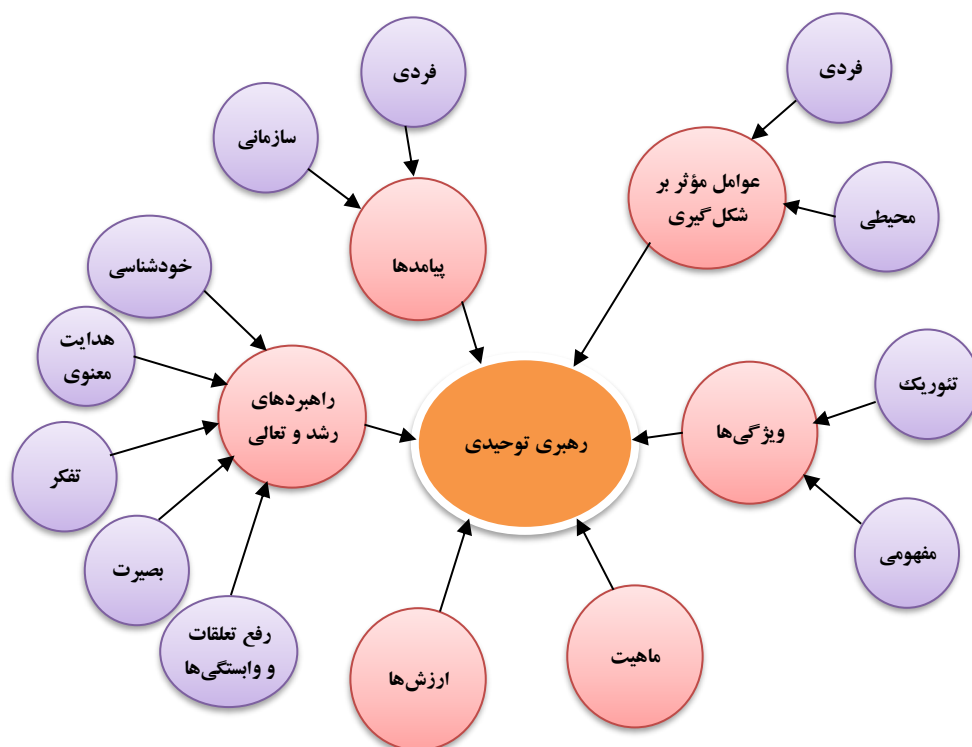 فردی
فردی
سازمانی
عوامل مؤثر بر
شکل‌گیری
محیطی
پیامدها
خودشناسی
هدایت
معنوی
راهبردهای
رشد و تعالی
رهبری توحیدی
ویژگی‌ها
تئوریک
تفکر
مفهومی
بصیرت
رفع تعلقات
و وابستگی‌ها
ارزش‌ها
ماهیت